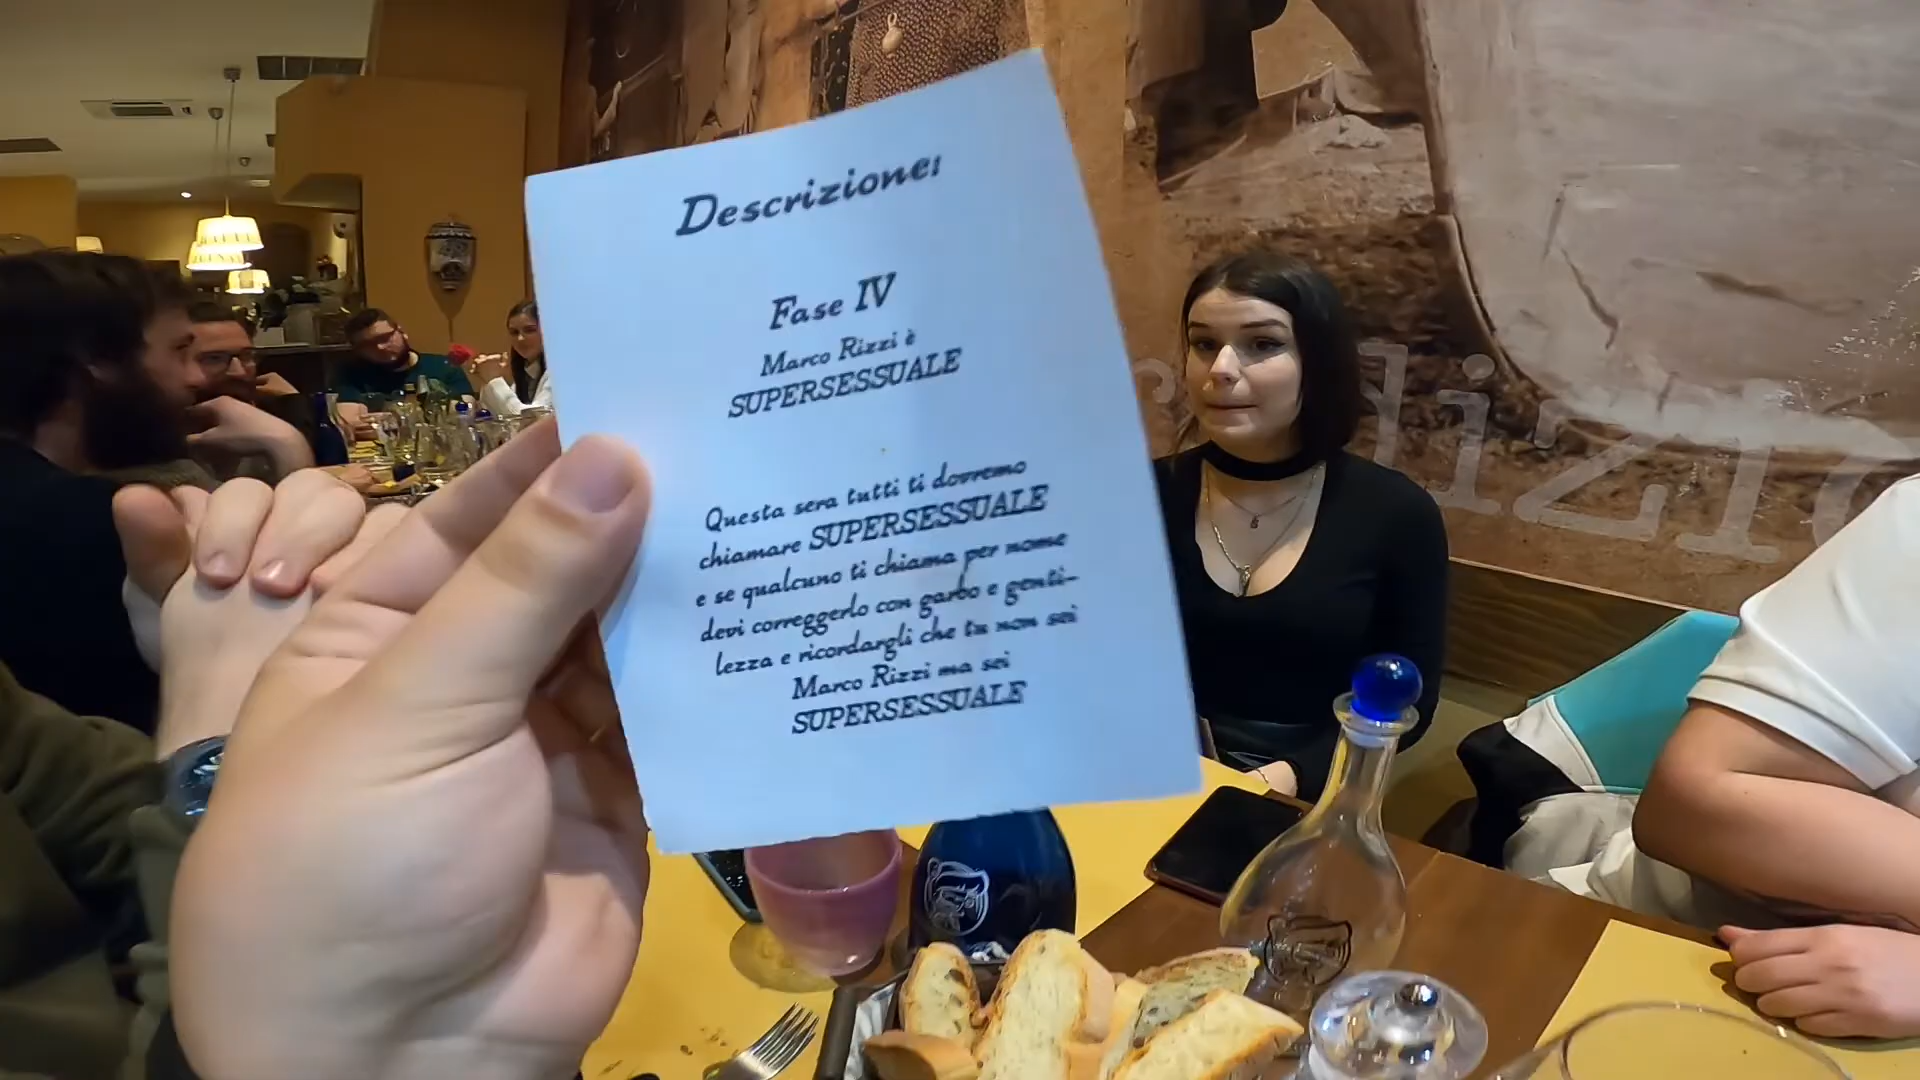 Descrizione:
Fase IV
Marco Rizzi è
SUPERSESSUALE
Questa sera tutti ti dovremo
chiamare SUPERSESSUALE
e se qualcuno ti chiama per nome
devi correggerlo con garbo e genti-
lezza e ricordargli che tu non sei
Marco Rizzi ma sei
SUPERSESSUALE